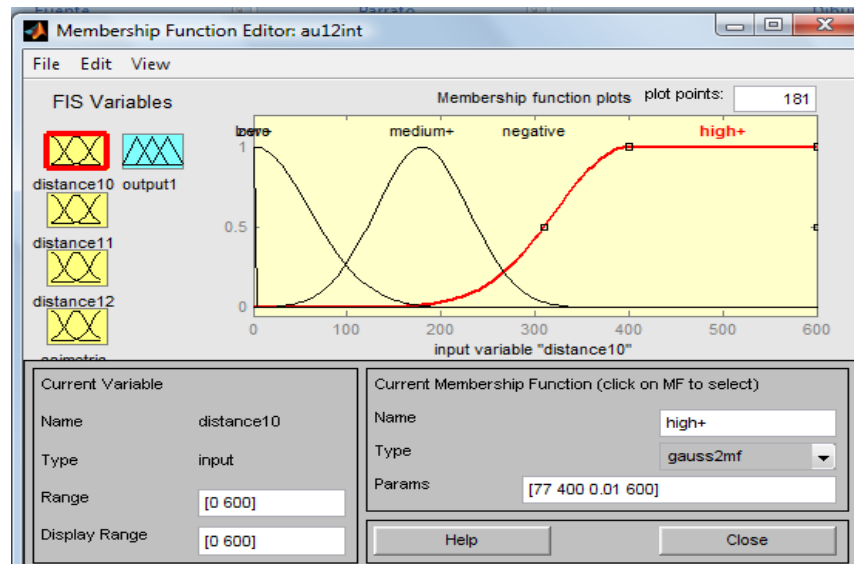 Membership Function Editor: au12int
File Edit View
FIS Variables
Membership function plots plot points: 181
distance10 output1
distance11
distance12
medium+ negative high+
1
0.5
0
0 100 200 300 400 500 600
input variable "distance10"
Current Variable
Name distance10
Type input
Range [0 600]
Display Range [0 600]
Current Membership Function (click on MF to select)
Name high+
Type gauss2mf
Params [77 400 0.01 600]
Help Close